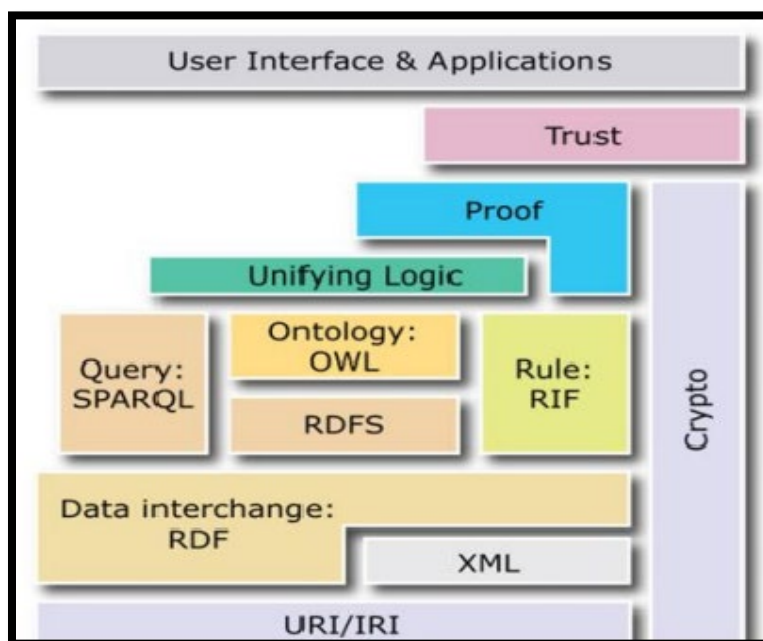 User Interface & Applications
Trust
Proof
Unifying Logic
Query:
SPARQL
Ontology:
OWL
RDFS
Rule:
RIF
Crypto
Data interchange:
RDF
XML
URI/IRI